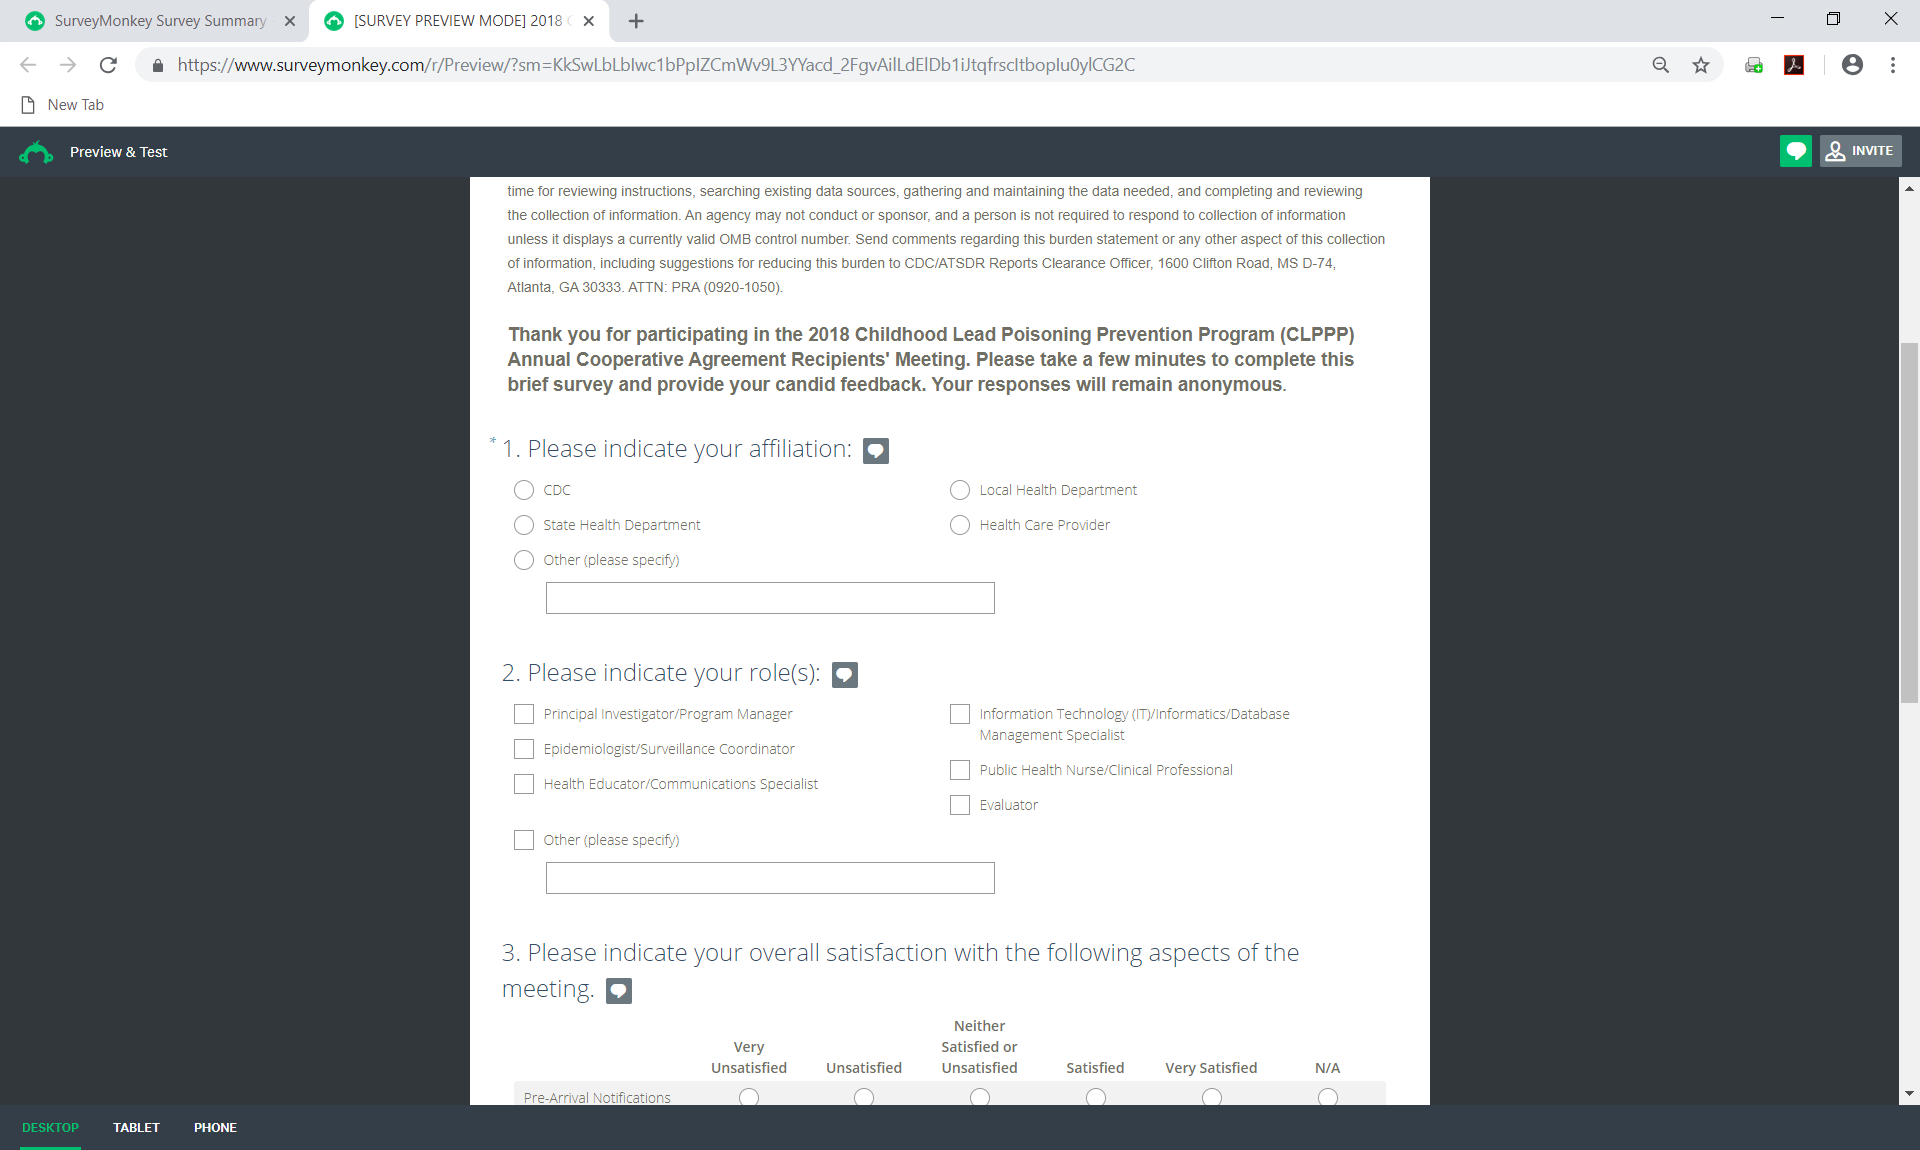 SurveyMonkey Survey Summary
[SURVEY PREVIEW MODE] 2018
https://www.surveymonkey.com/r/Preview/?sm=
New Tab
Preview & Test
INVITE
time for reviewing instructions, searching existing data sources, gathering and maintaining the data needed, and completing and reviewing
the collection of information. An agency may not conduct or sponsor, and a person is not required to respond to collection of information
unless it displays a currently valid OMB control number. Send comments regarding this burden statement or any other aspect of this collection
of information, including suggestions for reducing this burden to CDC/ATSDR Reports Clearance Officer, 1600 Clifton Road, MS D-74,
Atlanta, GA 30333. ATTN: PRA (0920-1050).
Thank you for participating in the 2018 Childhood Lead Poisoning Prevention Program (CLPPP)
Annual Cooperative Agreement Recipients' Meeting. Please take a few minutes to complete this
brief survey and provide your candid feedback. Your responses will remain anonymous.
* 1. Please indicate your affiliation:
CDC
Local Health Department
State Health Department
Health Care Provider
Other (please specify)
2. Please indicate your role(s):
Principal Investigator/Program Manager
Epidemiologist/Surveillance Coordinator
Health Educator/Communications Specialist
Information Technology (IT)/Informatics/Database
Management Specialist
Public Health Nurse/Clinical Professional
Evaluator
Other (please specify)
3. Please indicate your overall satisfaction with the following aspects of the
meeting.
Very
Unsatisfied
Unsatisfied
Neither
Satisfied or
Unsatisfied
Satisfied
Very Satisfied
N/A
Pre-Arrival Notifications
DESKTOP
TABLET
PHONE